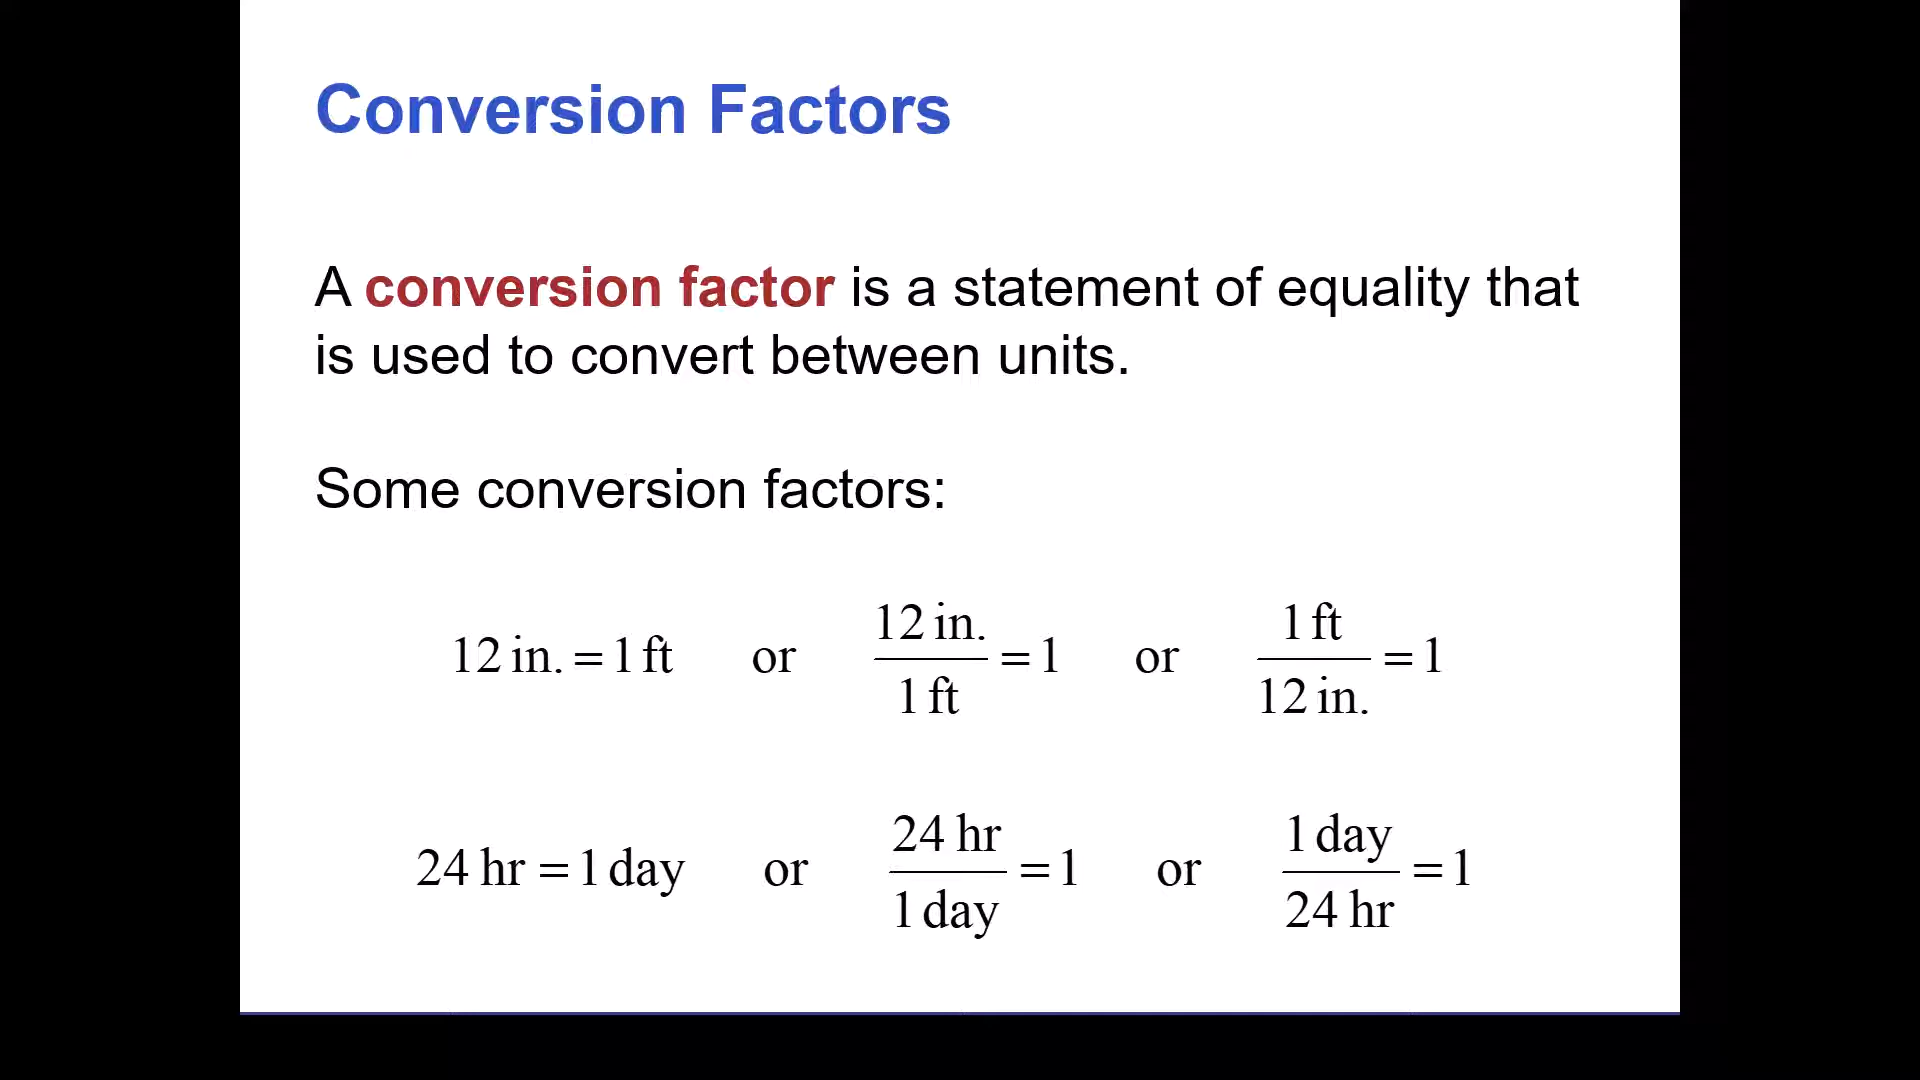 Conversion Factors
A conversion factor is a statement of equality that
is used to convert between units.
Some conversion factors:
12 in. = 1 ft or 12 in. / 1 ft = 1 or 1 ft / 12 in. = 1
24 hr = 1 day or 24 hr / 1 day = 1 or 1 day / 24 hr = 1